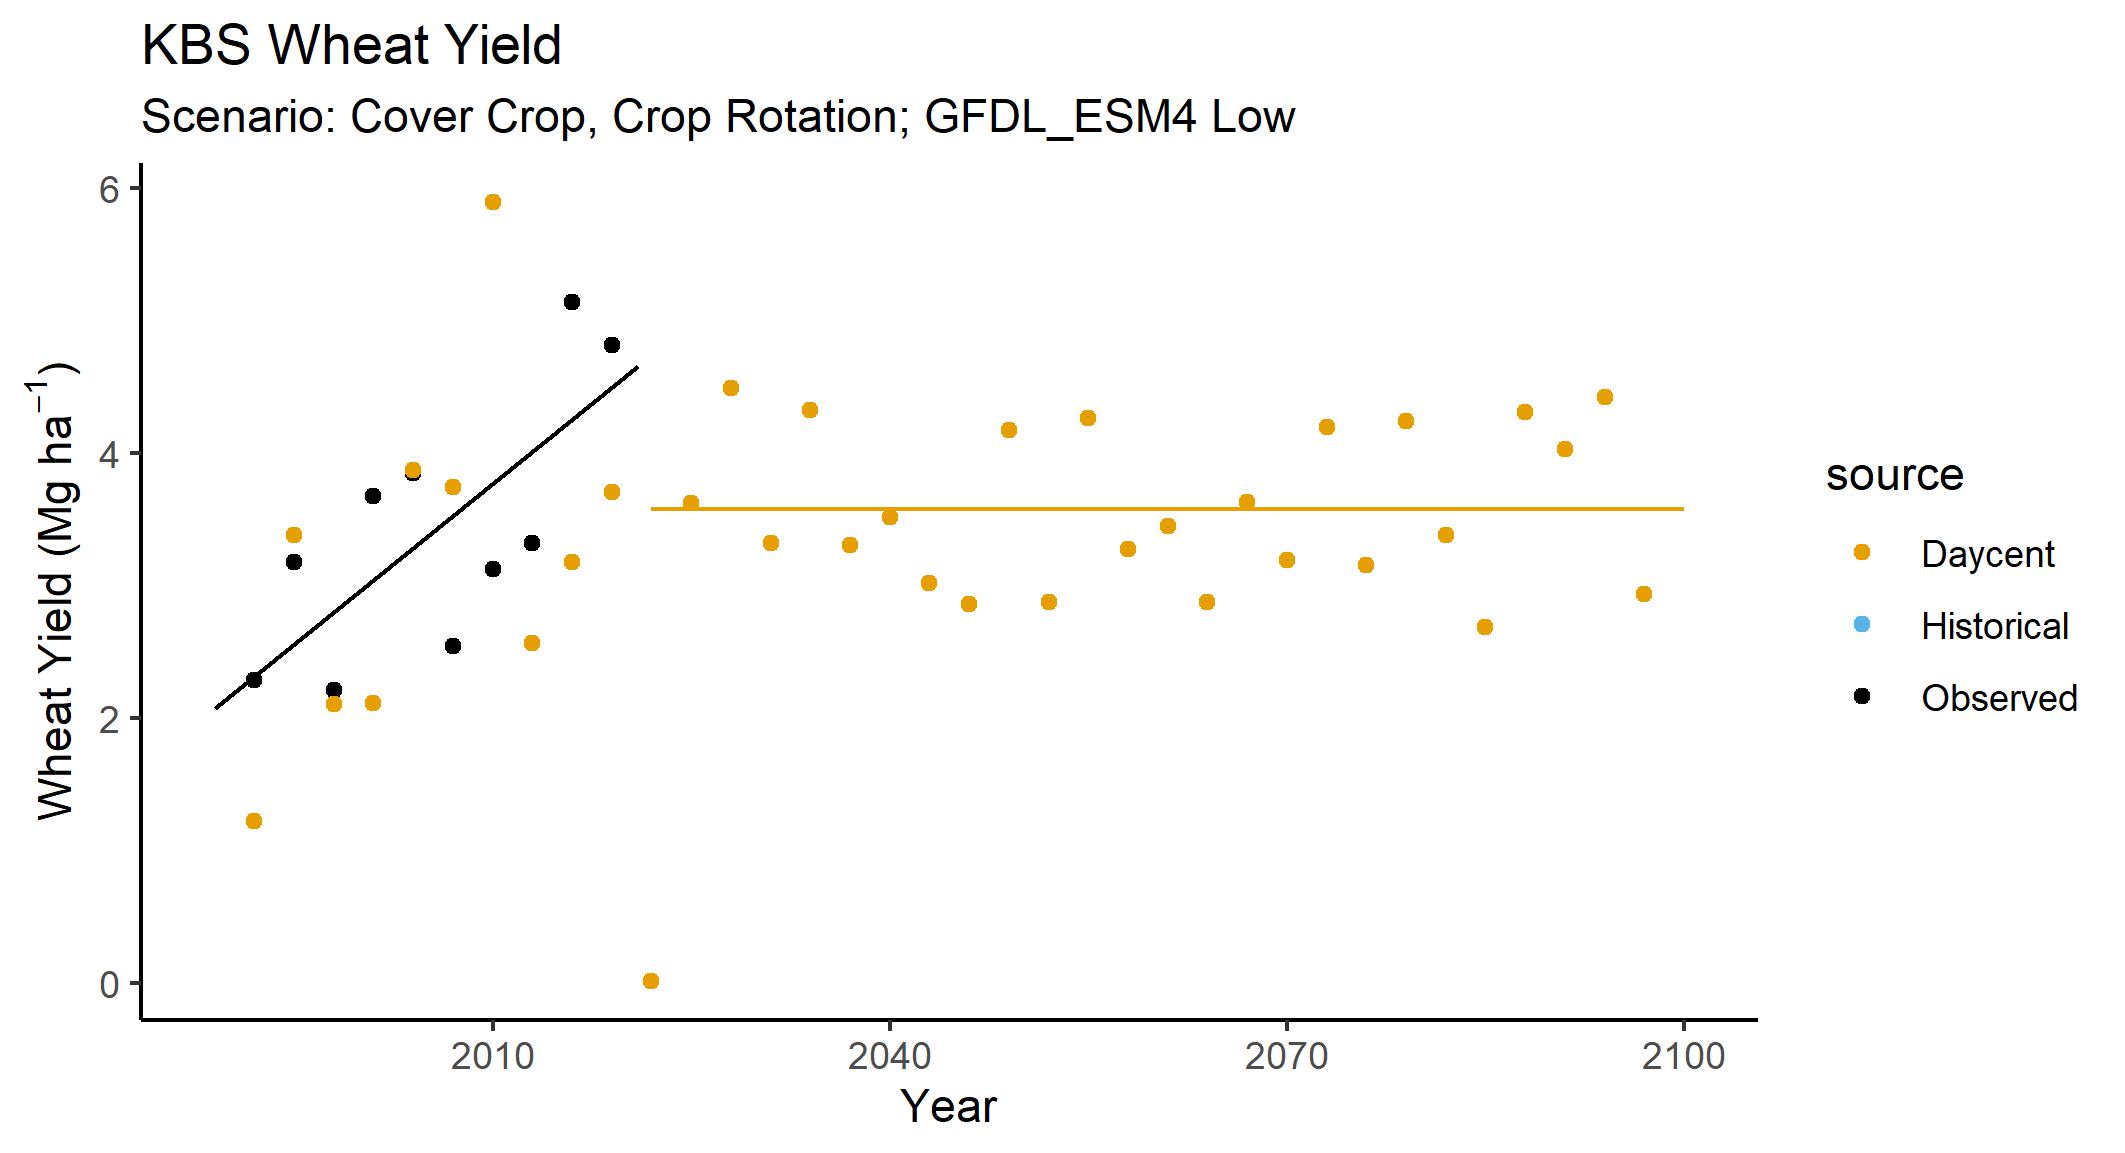 KBS Wheat Yield
Scenario: Cover Crop, Crop Rotation; GFDL_ESM4 Low
Wheat Yield (Mg ha⁻¹)
6
4
2
0
2010
2040
2070
2100
Year
source
Daycent
Historical
Observed